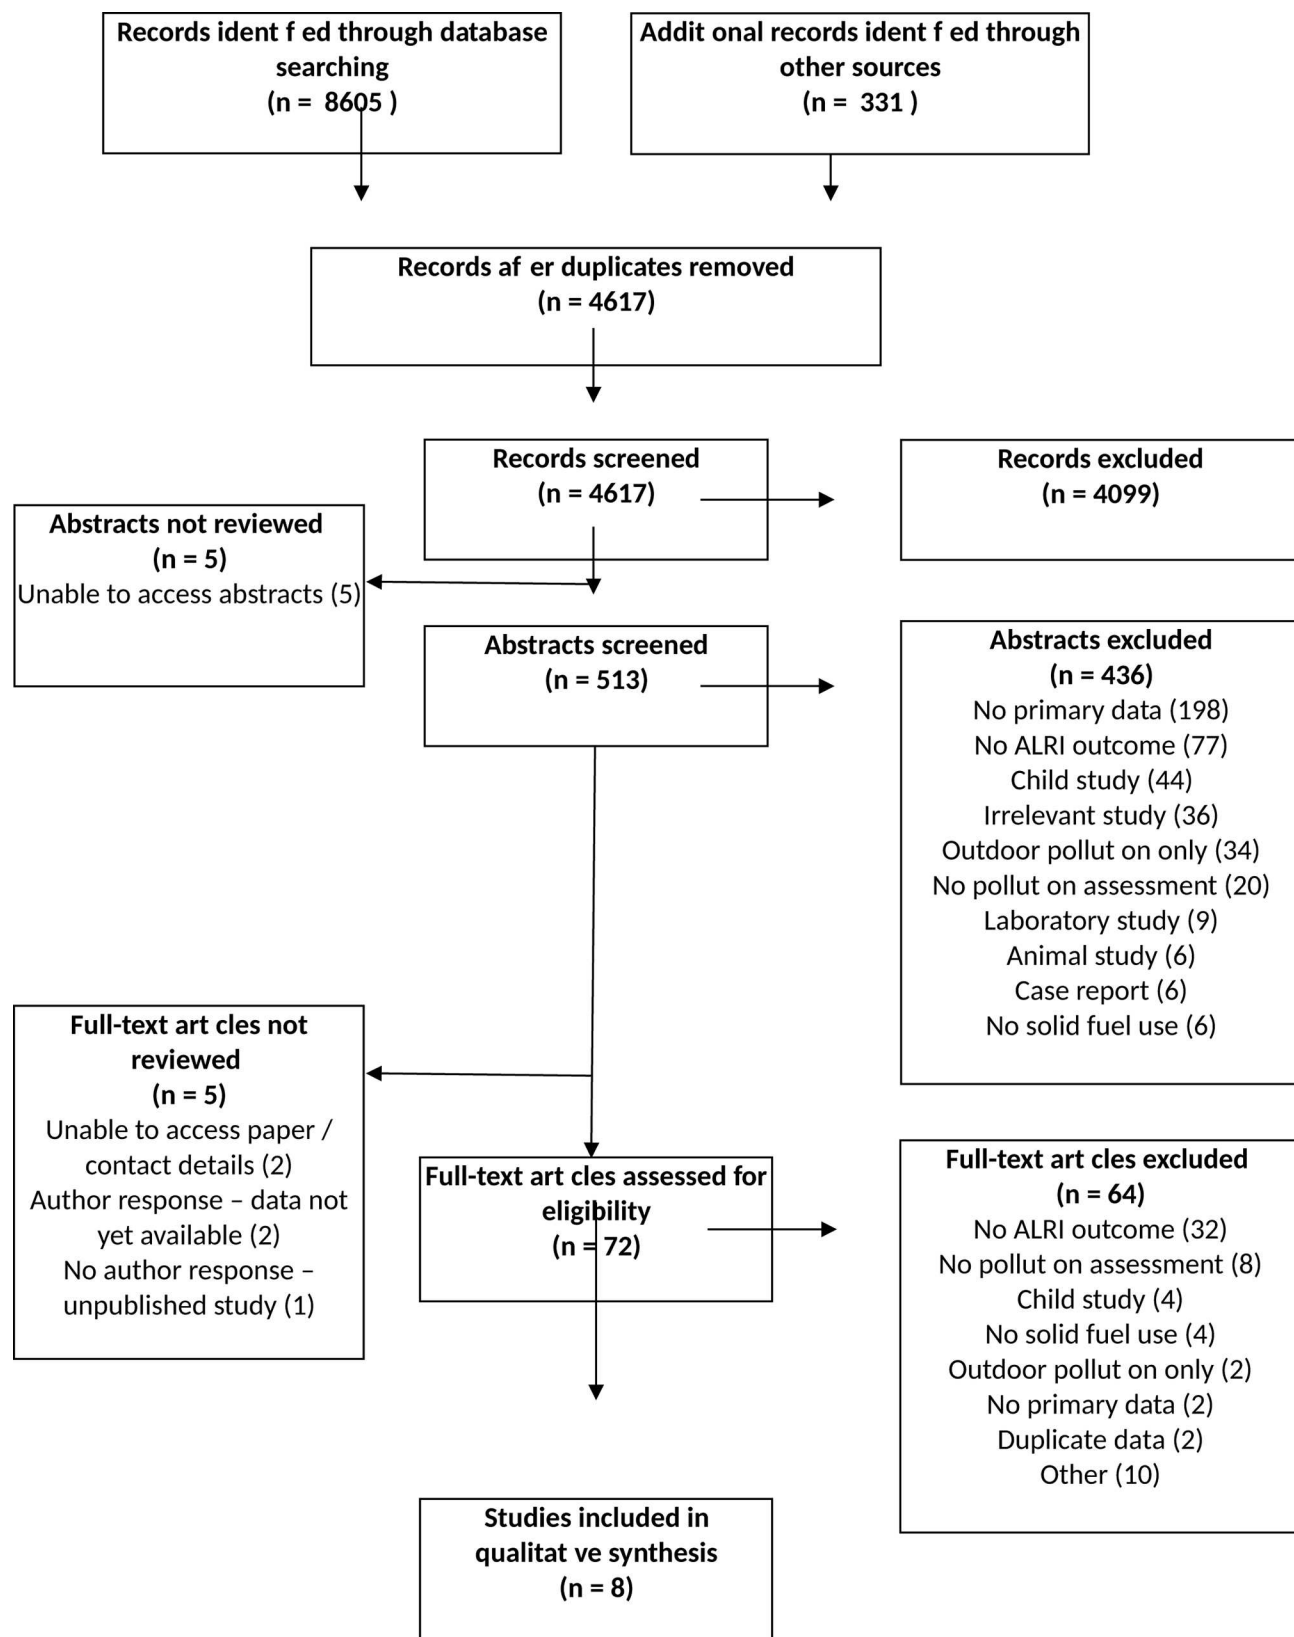 Records ident f ed through database
searching
(n = 8605 )
Addit onal records ident f ed through
other sources
(n = 331 )
Records af er duplicates removed
(n = 4617)
Records screened
(n = 4617)
Records excluded
(n = 4099)
Abstracts not reviewed
(n = 5)
Unable to access abstracts (5)
Abstracts screened
(n = 513)
Abstracts excluded
(n = 436)
No primary data (198)
No ALRI outcome (77)
Child study (44)
Irrelevant study (36)
Outdoor pollut on only (34)
No pollut on assessment (20)
Laboratory study (9)
Animal study (6)
Case report (6)
No solid fuel use (6)
Full-text art cles not
reviewed
(n = 5)
Unable to access paper /
contact details (2)
Author response – data not
yet available (2)
No author response –
unpublished study (1)
Full-text art cles assessed for
eligibility
(n = 72)
Full-text art cles excluded
(n = 64)
No ALRI outcome (32)
No pollut on assessment (8)
Child study (4)
No solid fuel use (4)
Outdoor pollut on only (2)
No primary data (2)
Duplicate data (2)
Other (10)
Studies included in
qualitat ve synthesis
(n = 8)